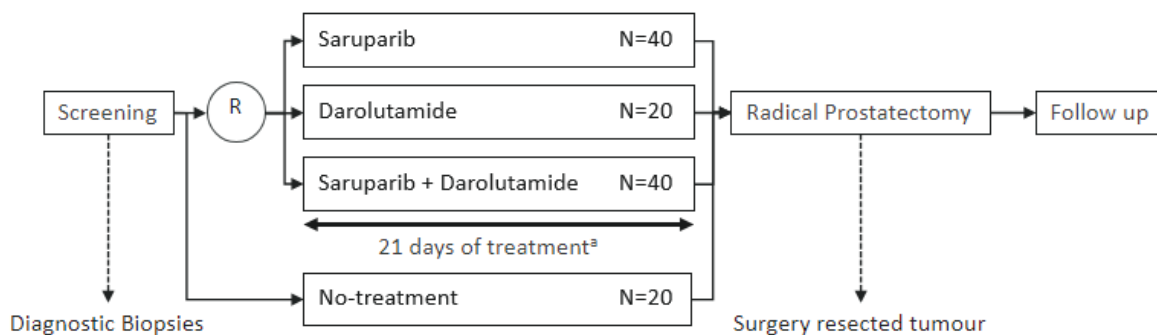 Saruparib N=40
Screening
R
Darolutamide N=20
Radical Prostatectomy
Follow up
Saruparib + Darolutamide N=40
21 days of treatmentᵃ
No-treatment N=20
Diagnostic Biopsies
Surgery resected tumour